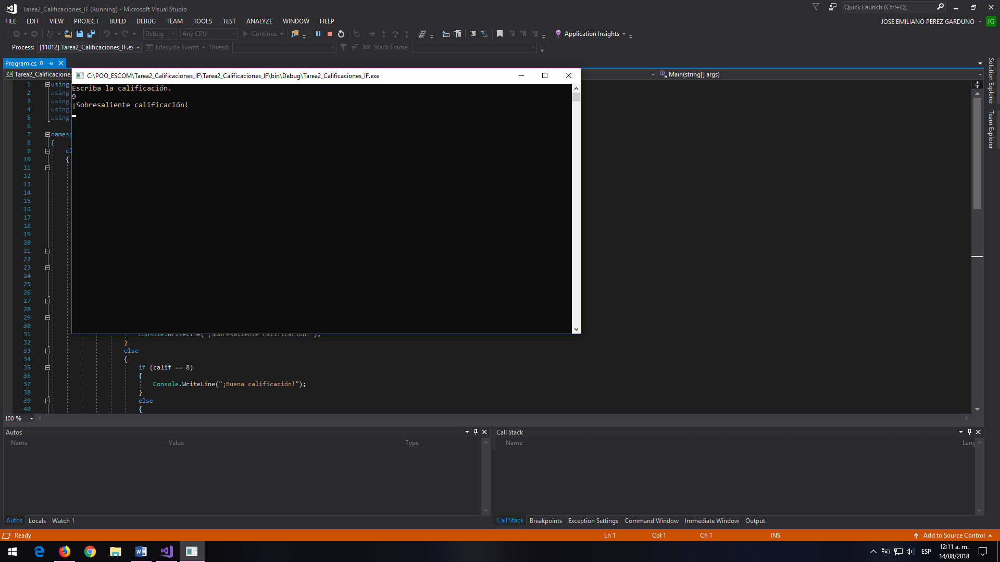 Tarea2_Calificaciones_IF (Running) - Microsoft Visual Studio
Quick Launch (Ctrl+Q)
FILE EDIT VIEW PROJECT BUILD DEBUG TEAM TOOLS TEST ANALYZE WINDOW HELP
JOSE EMILIANO PEREZ GARDUNO JG
Debug Any CPU Continue Application Insights
Process: [11012] Tarea2_Calificaciones_IF.ex Lifecycle Events Thread: Stack Frame:
Program.cs
C# Tarea2_Calificaciones
Main(string[] args)
C:\POO_ESCOM\Tarea2_Calificaciones_IF\Tarea2_Calificaciones_IF\bin\Debug\Tarea2_Calificaciones_IF.exe
Escriba la calificación.
9
¡Sobresaliente calificación!
1 using
2 using
3 using
4 using
5 using
6
7 namesp
8 {
9 cl
10 {
11
12
13
14
15
16
17
18
19
20
21
22
23
24
25
26
27
28
29
30
31 Console.WriteLine("¡Sobresaliente calificación!");
32 }
33 else
34 {
35 if (calif == 8)
36 {
37 Console.WriteLine("¡Buena calificación!");
38 }
39 else
40 {
Solution Explorer
Team Explorer
100 %
Autos
Name Value Type
Call Stack
Name Lang
Autos Locals Watch 1
Call Stack Breakpoints Exception Settings Command Window Immediate Window Output
Ready Ln 1 Col 1 Ch 1 INS Add to Source Control
ESP
12:11 a. m.
14/08/2018